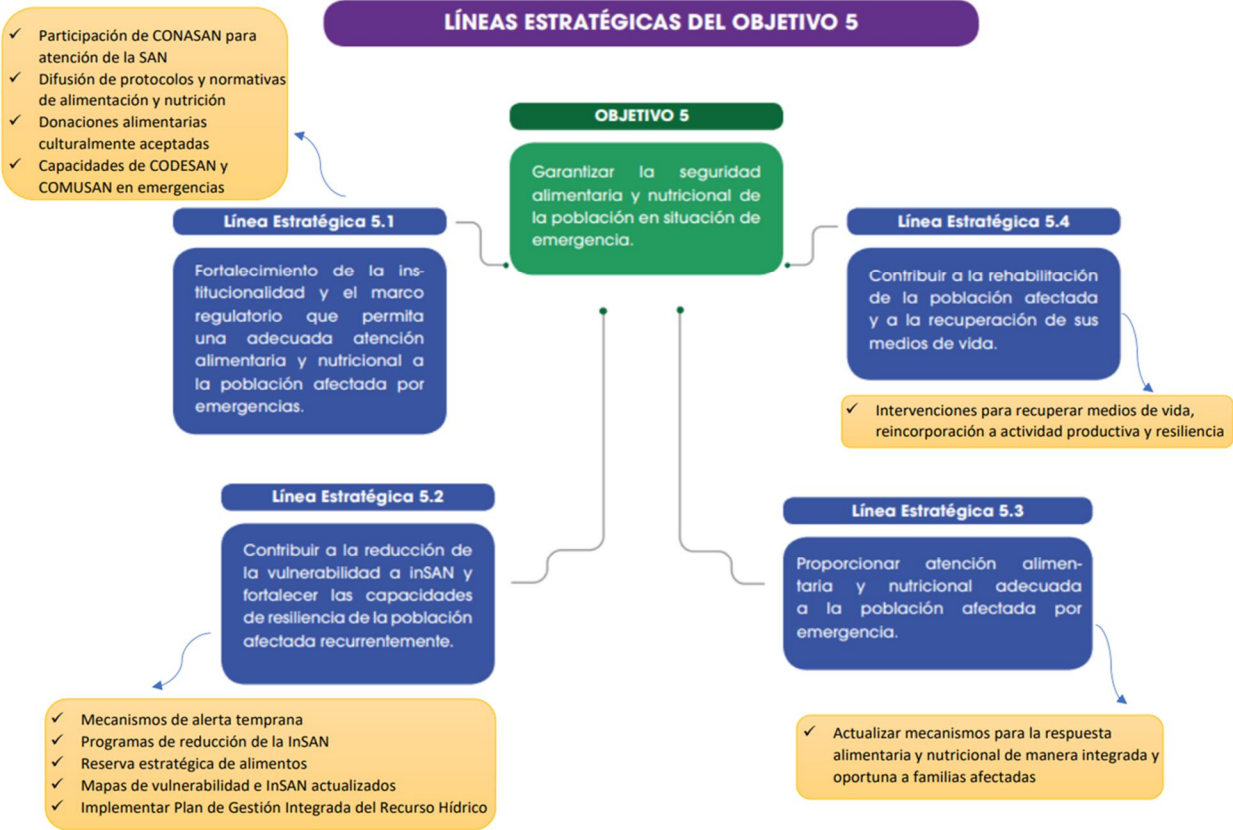 LÍNEAS ESTRATÉGICAS DEL OBJETIVO 5
✓ Participación de CONASAN para
atención de la SAN
✓ Difusión de protocolos y normativas
de alimentación y nutrición
✓ Donaciones alimentarias
culturalmente aceptadas
✓ Capacidades de CODESAN y
COMUSAN en emergencias
OBJETIVO 5
Garantizar la seguridad
alimentaria y nutricional de
la población en situación de
emergencia.
Línea Estratégica 5.1
Fortalecimiento de la ins-
titucionalidad y el marco
regulatorio que permita
una adecuada atención
alimentaria y nutricional a
la población afectada por
emergencias.
Línea Estratégica 5.4
Contribuir a la rehabilitación
de la población afectada
y a la recuperación de sus
medios de vida.
✓ Intervenciones para recuperar medios de vida,
reincorporación a actividad productiva y resiliencia
Línea Estratégica 5.2
Contribuir a la reducción de
la vulnerabilidad a inSAN y
fortalecer las capacidades
de resiliencia de la población
afectada recurrentemente.
✓ Mecanismos de alerta temprana
✓ Programas de reducción de la InSAN
✓ Reserva estratégica de alimentos
✓ Mapas de vulnerabilidad e InSAN actualizados
✓ Implementar Plan de Gestión Integrada del Recurso Hídrico
Línea Estratégica 5.3
Proporcionar atención alimen-
taria y nutricional adecuada
a la población afectada por
emergencia.
✓ Actualizar mecanismos para la respuesta
alimentaria y nutricional de manera integrada y
oportuna a familias afectadas